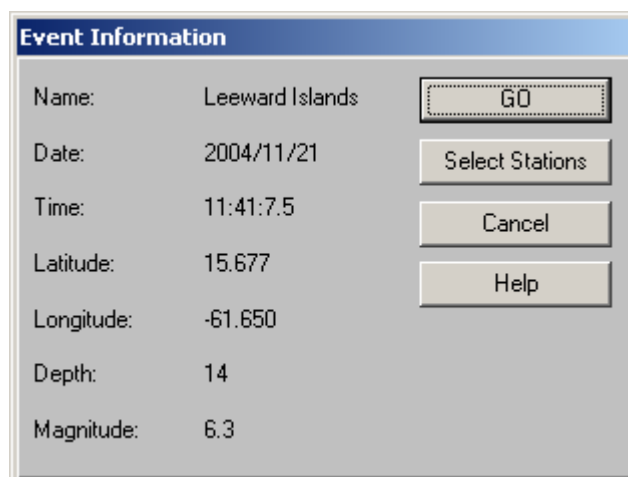 Event Information
Name: Leeward Islands GO
Date: 2004/11/21 Select Stations
Time: 11:41:7.5 Cancel
Latitude: 15.677 Help
Longitude: -61.650
Depth: 14
Magnitude: 6.3